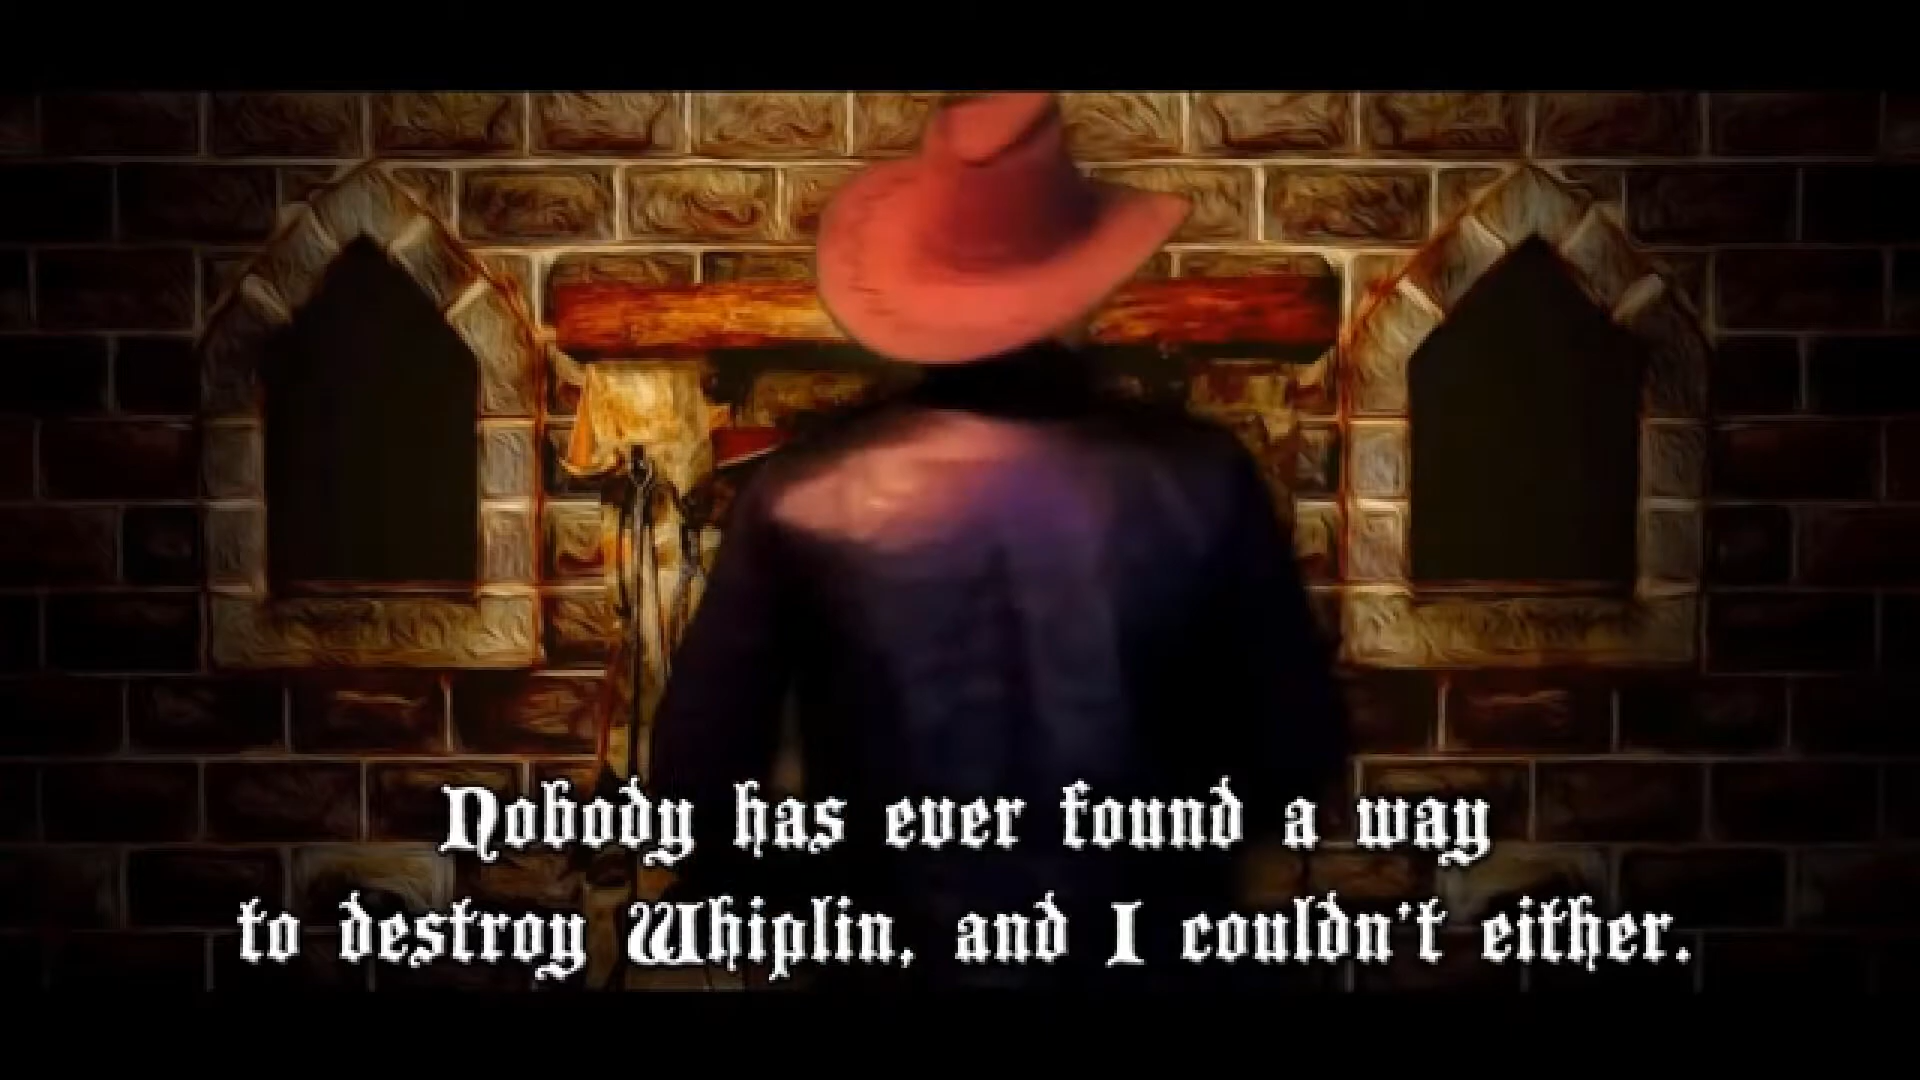 Nobody has ever found a way
to destroy Whiplin, and I couldn't either.